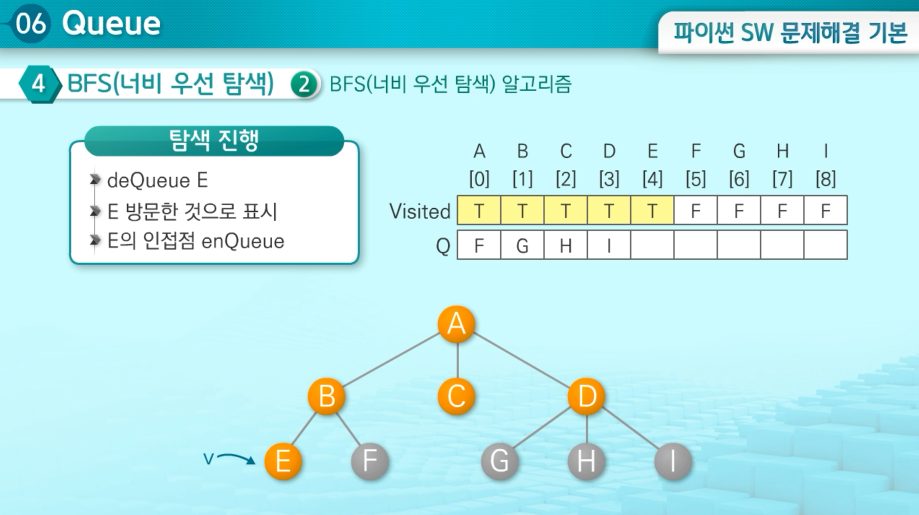 06 Queue
파이썬 SW 문제해결 기본
4 BFS(너비 우선 탐색) 2 BFS(너비 우선 탐색) 알고리즘
탐색 진행
deQueue E
E 방문한 것으로 표시
E의 인접점 enQueue
A B C D E F G H I
[0] [1] [2] [3] [4] [5] [6] [7] [8]
Visited T T T T T F F F F
Q F G H I
A
B C D
v E F G H I